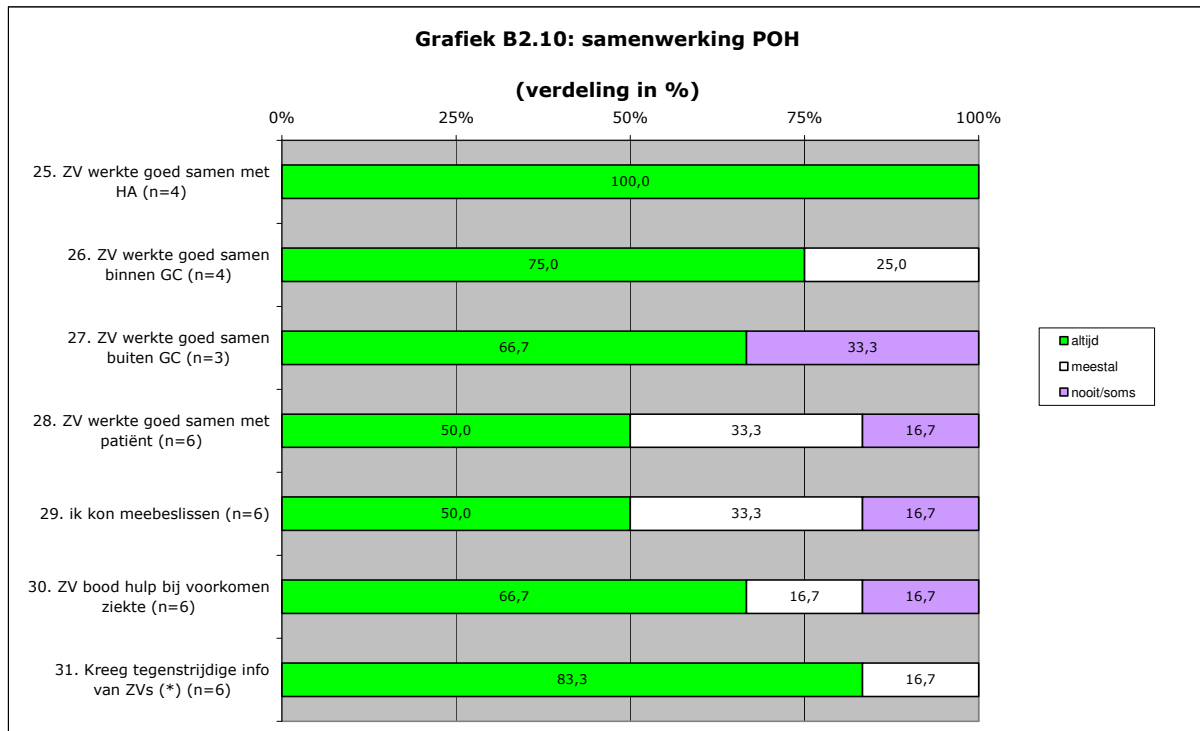 Grafiek B2.10: samenwerking POH
(verdeling in %)
0% 25% 50% 75% 100%
25. ZV werkte goed samen met
HA (n=4)
100,0
26. ZV werkte goed samen
binnen GC (n=4)
75,0 25,0
27. ZV werkte goed samen
buiten GC (n=3)
66,7 33,3
28. ZV werkte goed samen met
patiënt (n=6)
50,0 33,3 16,7
29. ik kon meebeslissen (n=6)
50,0 33,3 16,7
30. ZV bood hulp bij voorkomen
ziekte (n=6)
66,7 16,7 16,7
31. Kreeg tegenstrijdige info
van ZVs (*) (n=6)
83,3 16,7
altijd
meestal
nooit/soms